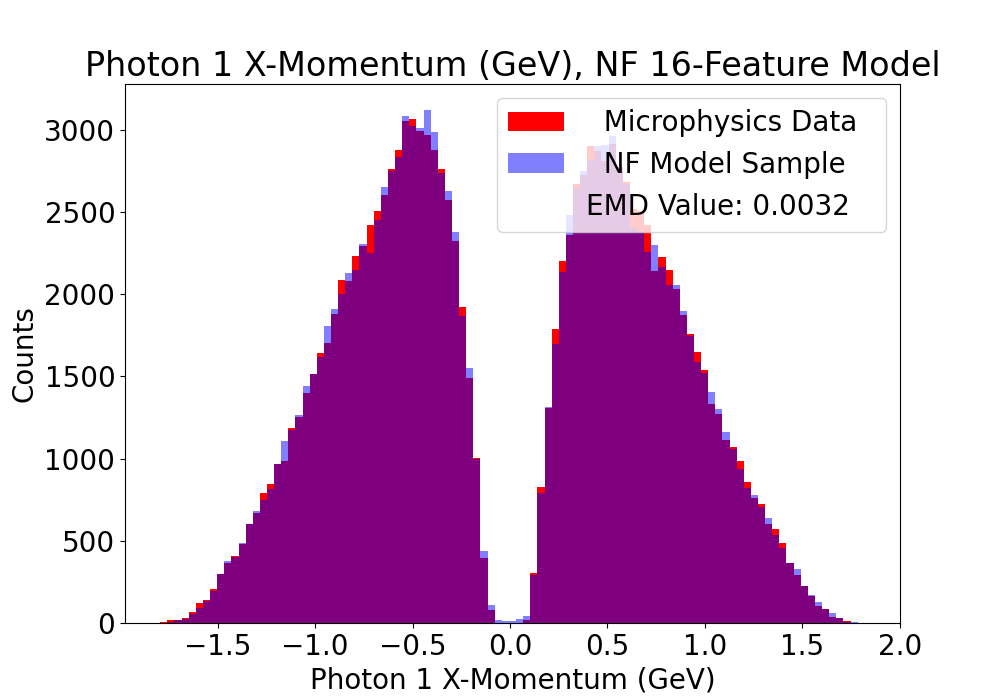 Photon 1 X-Momentum (GeV), NF 16-Feature Model
Microphysics Data
NF Model Sample
EMD Value: 0.0032
Counts
3000
2500
2000
1500
1000
500
0
−1.5 −1.0 −0.5 0.0 0.5 1.0 1.5 2.0
Photon 1 X-Momentum (GeV)